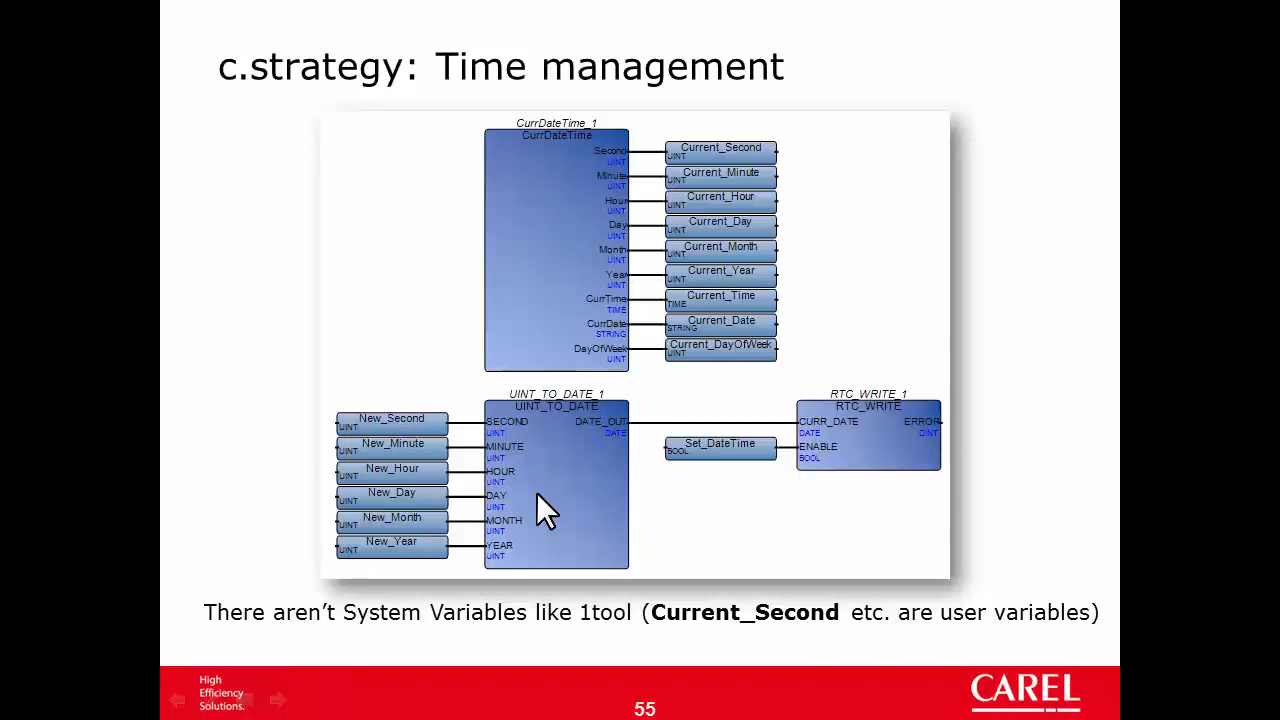 c.strategy: Time management
CurrDateTime_1
CurrDateTime
Second
UINT
Current_Second
UINT
Minute
UINT
Current_Minute
UINT
Hour
UINT
Current_Hour
UINT
Day
UINT
Current_Day
UINT
Month
UINT
Current_Month
UINT
Year
UINT
Current_Year
UINT
CurrTime
TIME
Current_Time
TIME
CurrDate
STRING
Current_Date
STRING
DayOfWeek
UINT
Current_DayOfWeek
UINT
UINT_TO_DATE_1
UINT_TO_DATE
New_Second
UINT
SECOND
UINT
New_Minute
UINT
MINUTE
UINT
New_Hour
UINT
HOUR
UINT
New_Day
UINT
DAY
UINT
New_Month
UINT
MONTH
UINT
New_Year
UINT
YEAR
UINT
DATE_OUT
DATE
Set_DateTime
BOOL
RTC_WRITE_1
RTC_WRITE
CURR_DATE
DATE
ENABLE
BOOL
ERROR
DINT
There aren't System Variables like 1tool (Current_Second etc. are user variables)
High
Efficiency
Solutions.
55
CAREL